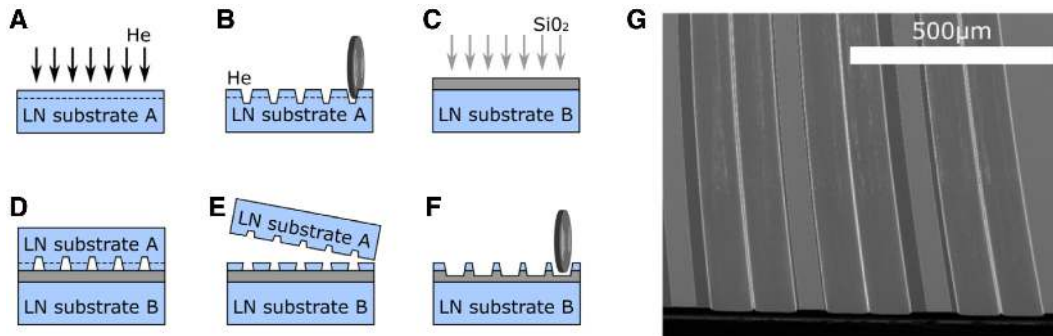 A
He
LN substrate A
B
He
LN substrate A
C
SiO₂
LN substrate B
D
LN substrate A
LN substrate B
E
LN substrate A
LN substrate B
F
LN substrate B
G
500µm